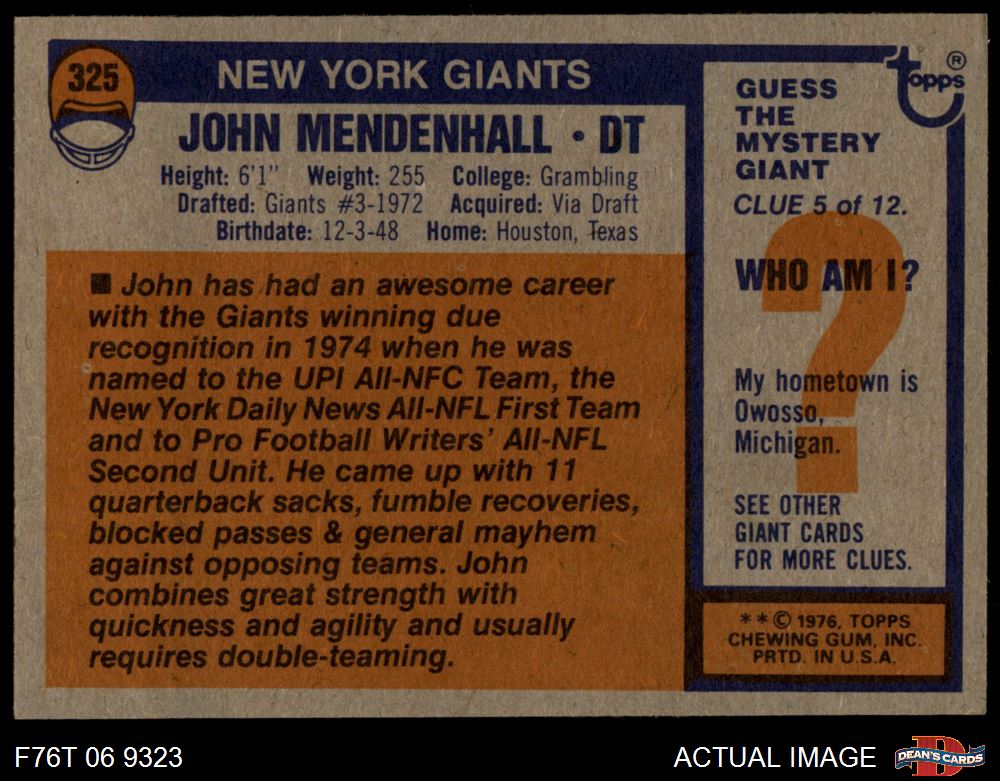 325
NEW YORK GIANTS
JOHN MENDENHALL • DT
Height: 6'1" Weight: 255 College: Grambling
Drafted: Giants #3-1972 Acquired: Via Draft
Birthdate: 12-3-48 Home: Houston, Texas
■ John has had an awesome career
with the Giants winning due
recognition in 1974 when he was
named to the UPI All-NFC Team, the
New York Daily News All-NFL First Team
and to Pro Football Writers' All-NFL
Second Unit. He came up with 11
quarterback sacks, fumble recoveries,
blocked passes & general mayhem
against opposing teams. John
combines great strength with
quickness and agility and usually
requires double-teaming.
topps ®
GUESS
THE
MYSTERY
GIANT
CLUE 5 of 12.
?
WHO AM I?
My hometown is
Owosso,
Michigan.
SEE OTHER
GIANT CARDS
FOR MORE CLUES.
** © 1976, TOPPS
CHEWING GUM, INC.
PRTD. IN U.S.A.
F76T 06 9323
ACTUAL IMAGE
D
DEAN'S CARDS